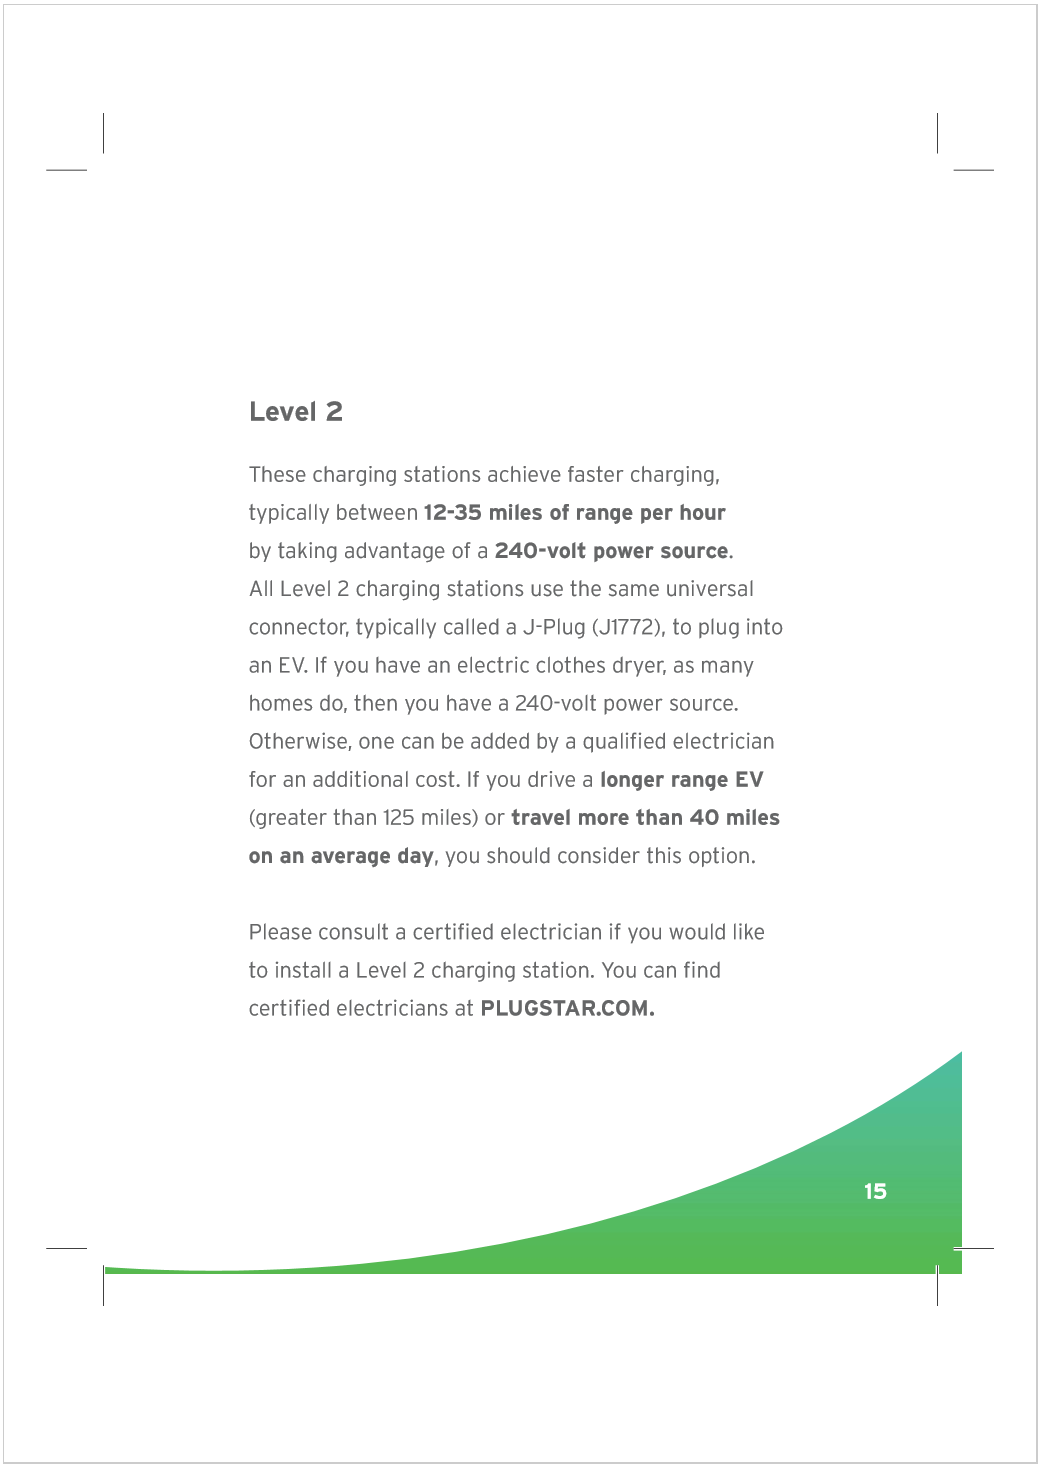 Level 2
These charging stations achieve faster charging,
typically between 12-35 miles of range per hour
by taking advantage of a 240-volt power source.
All Level 2 charging stations use the same universal
connector, typically called a J-Plug (J1772), to plug into
an EV. If you have an electric clothes dryer, as many
homes do, then you have a 240-volt power source.
Otherwise, one can be added by a qualified electrician
for an additional cost. If you drive a longer range EV
(greater than 125 miles) or travel more than 40 miles
on an average day, you should consider this option.
Please consult a certified electrician if you would like
to install a Level 2 charging station. You can find
certified electricians at PLUGSTAR.COM.
15